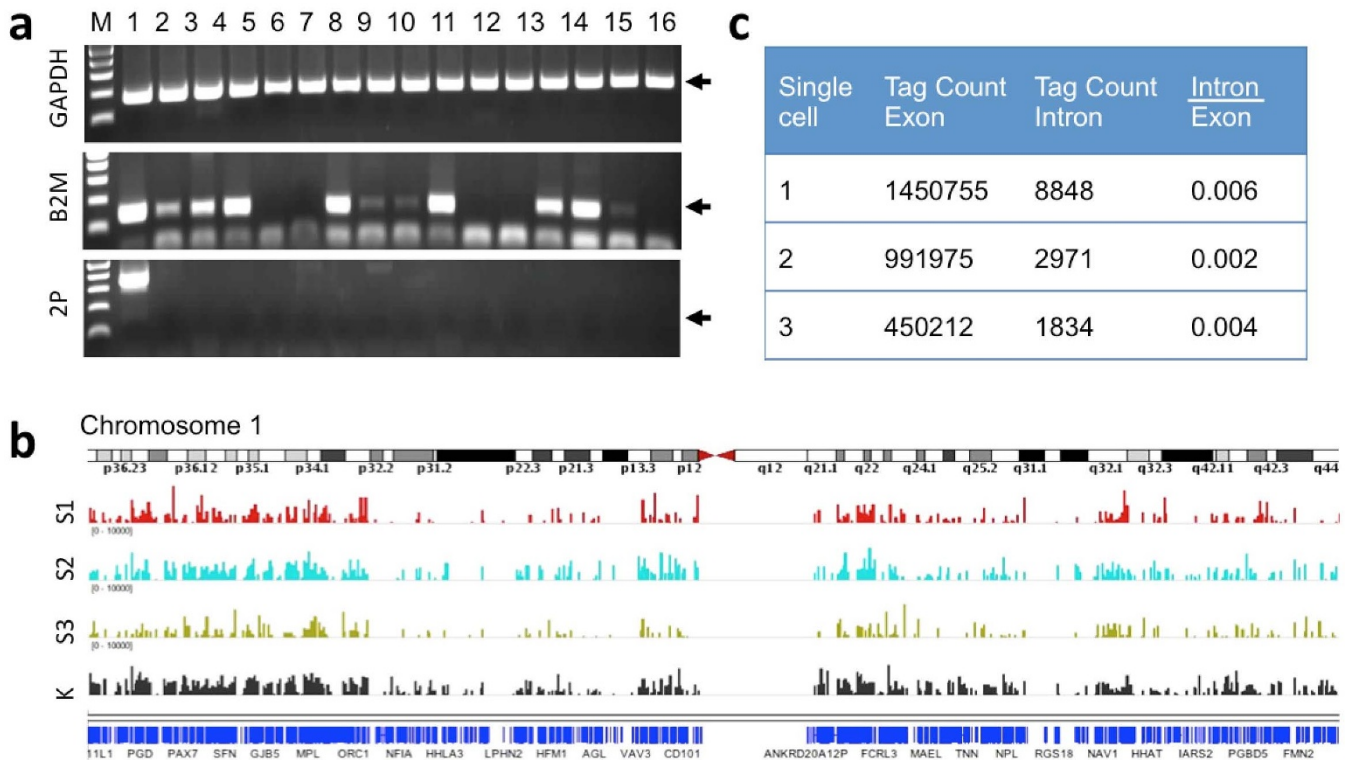 a
M 1 2 3 4 5 6 7 8 9 10 11 12 13 14 15 16
GAPDH
B2M
2P
c
Single cell
Tag Count Exon
Tag Count Intron
Intron
Exon
1 1450755 8848 0.006
2 991975 2971 0.002
3 450212 1834 0.004
b
Chromosome 1
p36.23 p36.12 p35.1 p34.1 p32.2 p31.2 p22.3 p21.3 p13.3 p12 q12 q21.1 q22 q24.1 q25.2 q31.1 q32.1 q32.3 q42.11 q42.3 q44
S1
[0 - 10000]
S2
[0 - 10000]
S3
[0 - 10000]
K
11L1 PGD PAX7 SFN GJB5 MPL ORC1 NFIA HHLA3 LPHN2 HFM1 AGL VAV3 CD101 ANKRD20A12P FCRL3 MAEL TNN NPL RGS18 NAV1 HHAT IARS2 PGBD5 FMN2